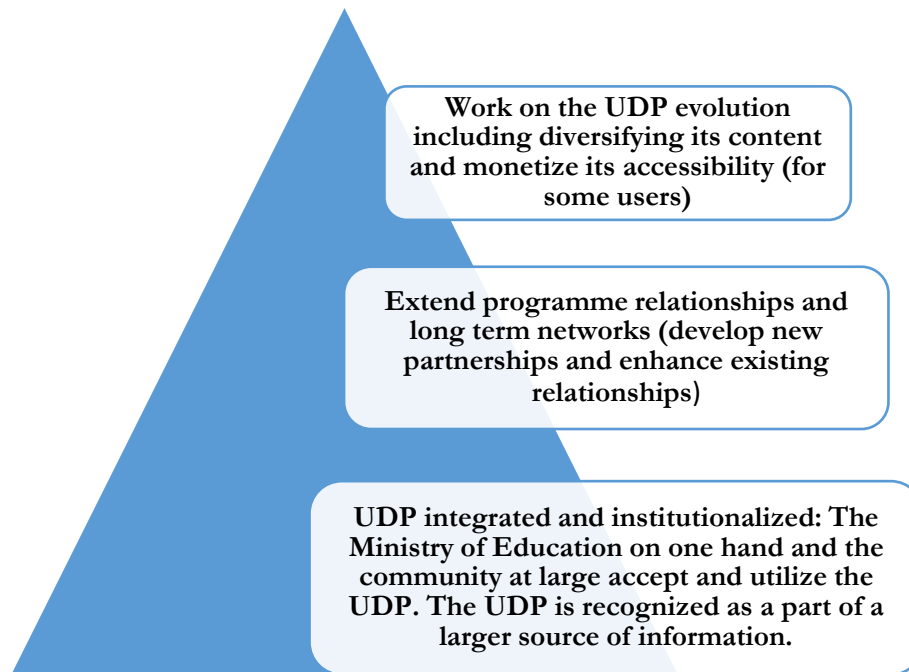 Work on the UDP evolution
including diversifying its content
and monetize its accessibility (for
some users)
Extend programme relationships and
long term networks (develop new
partnerships and enhance existing
relationships)
UDP integrated and institutionalized: The
Ministry of Education on one hand and the
community at large accept and utilize the
UDP. The UDP is recognized as a part of a
larger source of information.